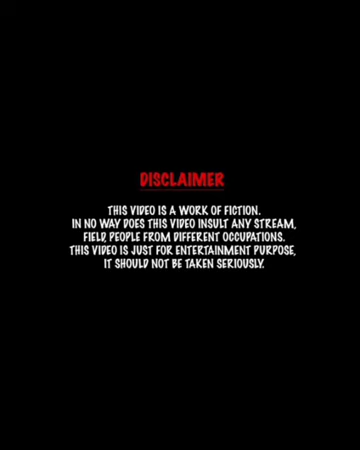 DISCLAIMER
THIS VIDEO IS A WORK OF FICTION.
IN NO WAY DOES THIS VIDEO INSULT ANY STREAM,
FIELD, PEOPLE FROM DIFFERENT OCCUPATIONS.
THIS VIDEO IS JUST FOR ENTERTAINMENT PURPOSE,
IT SHOULD NOT BE TAKEN SERIOUSLY.